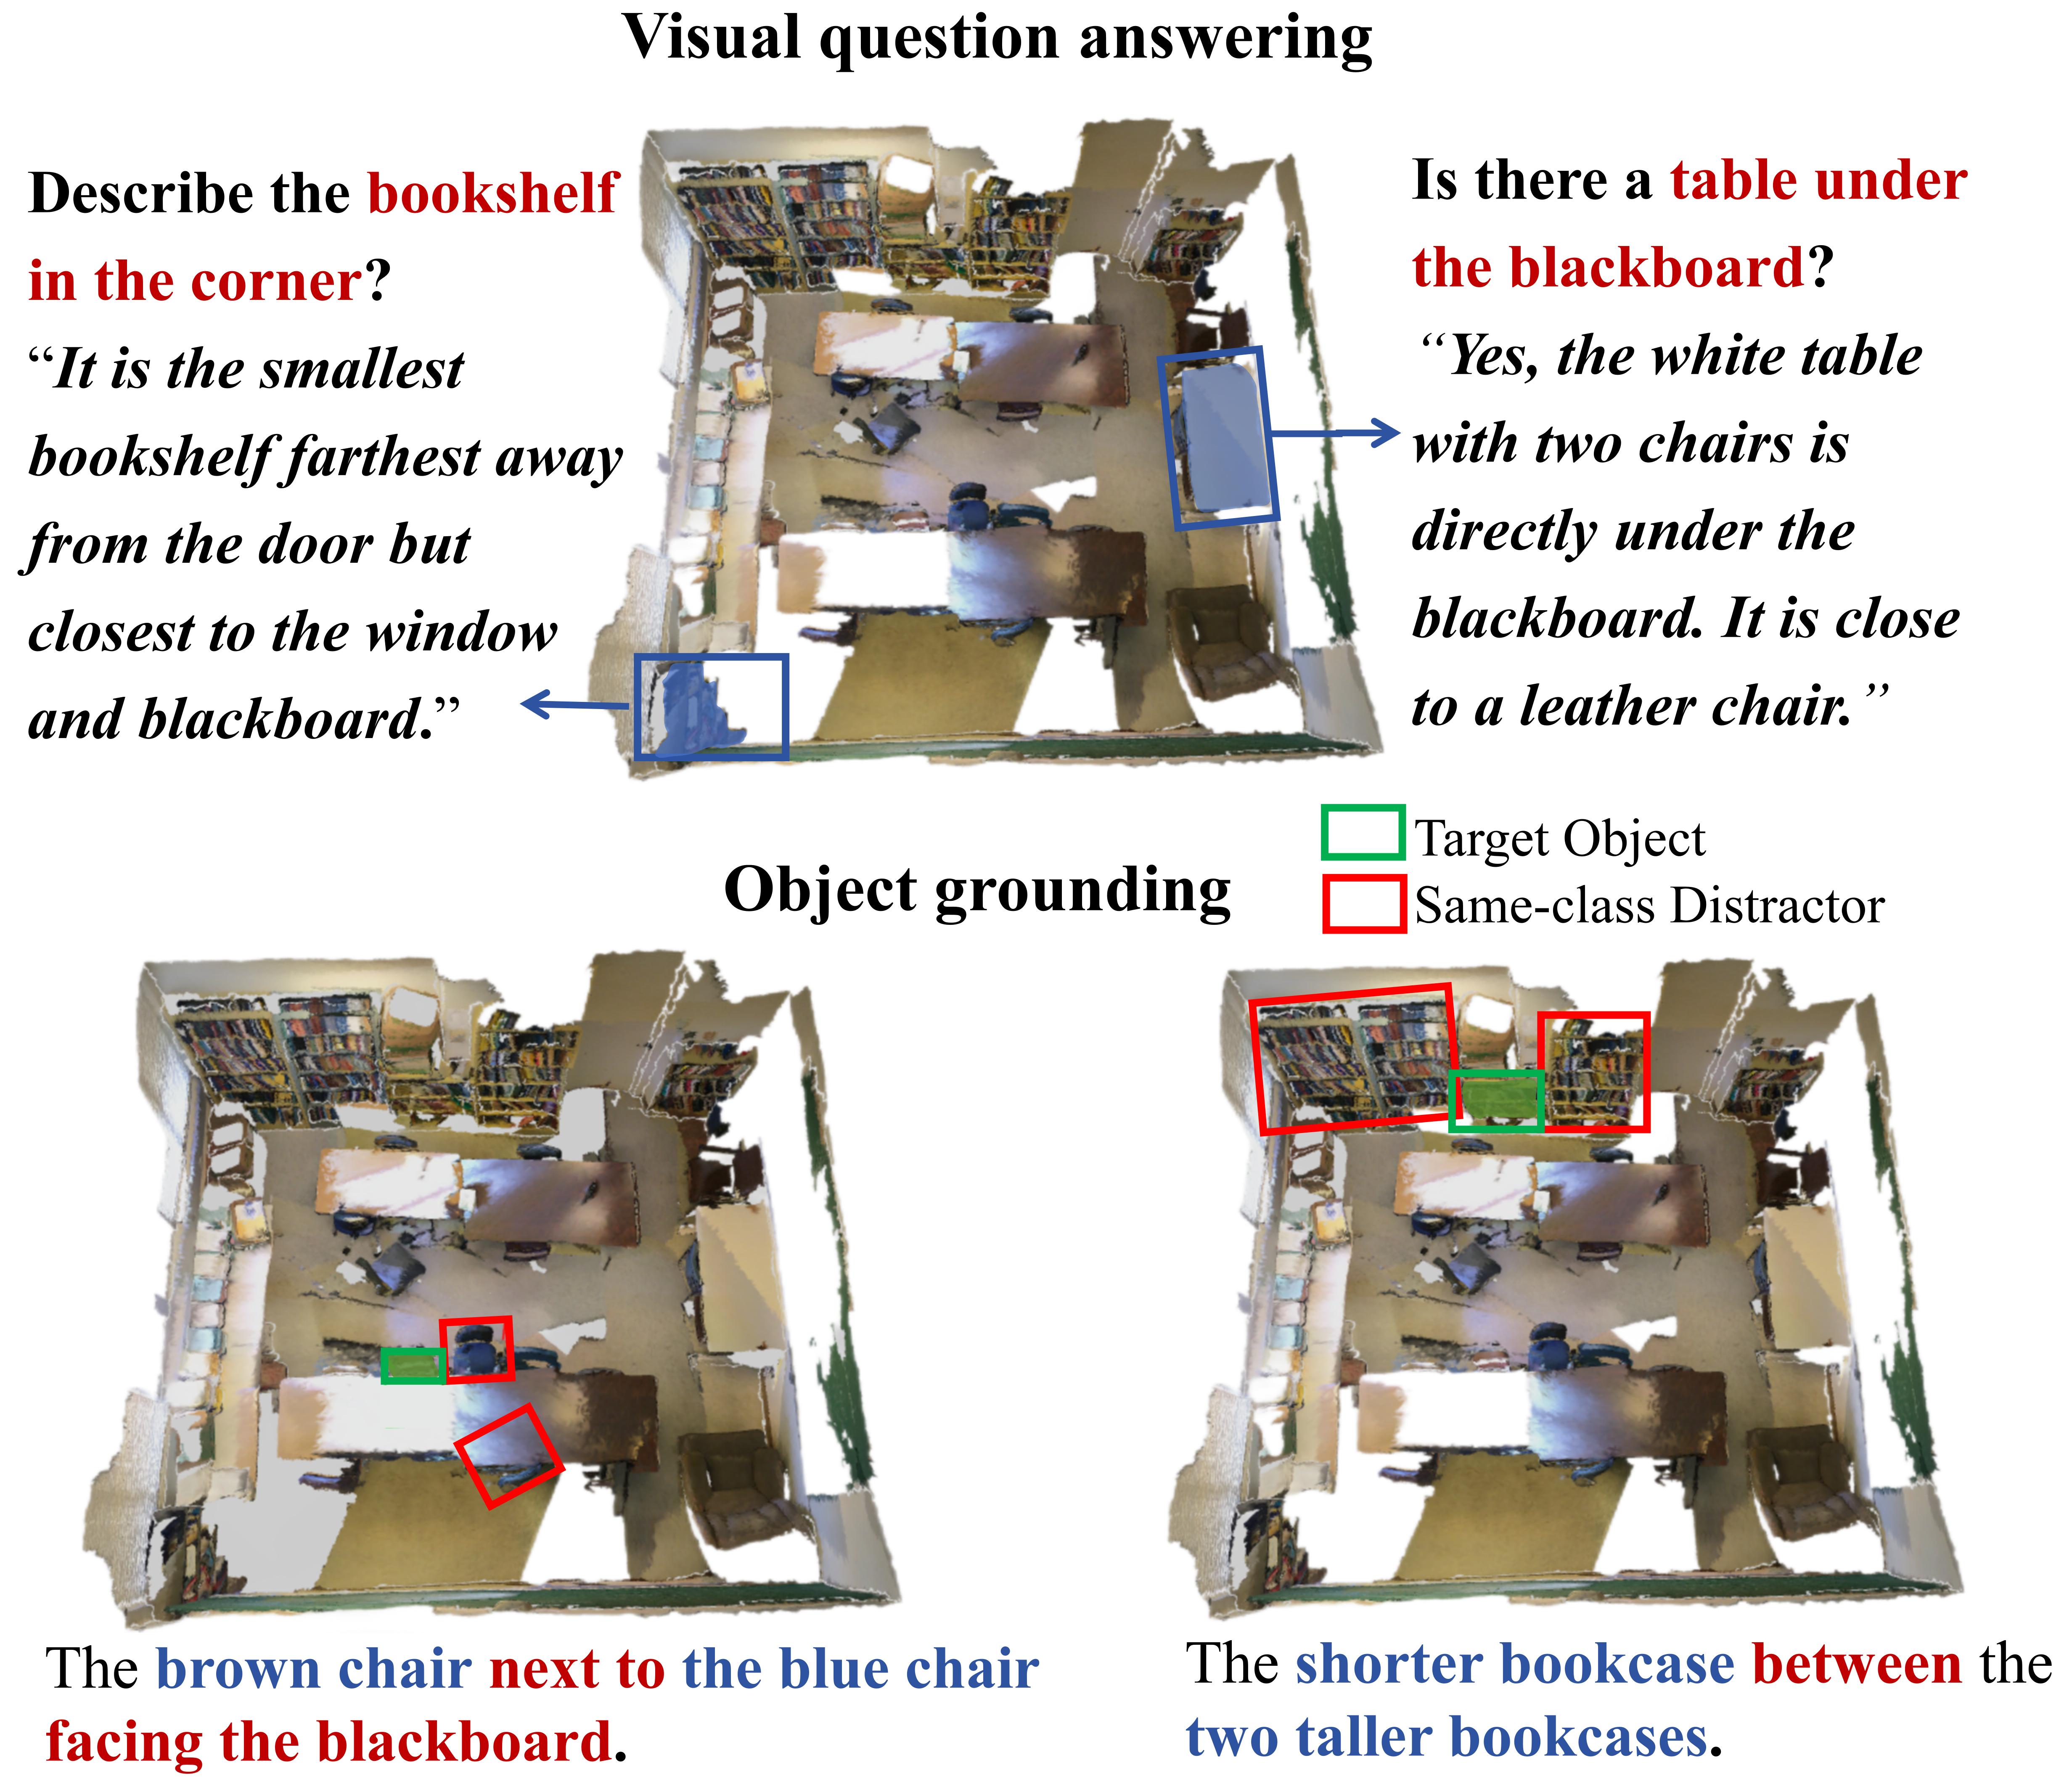 Visual question answering
Describe the bookshelf
in the corner?
“It is the smallest
bookshelf farthest away
from the door but
closest to the window
and blackboard.”
Is there a table under
the blackboard?
“Yes, the white table
with two chairs is
directly under the
blackboard. It is close
to a leather chair.”
Target Object
Same-class Distractor
Object grounding
The brown chair next to the blue chair
facing the blackboard.
The shorter bookcase between the
two taller bookcases.